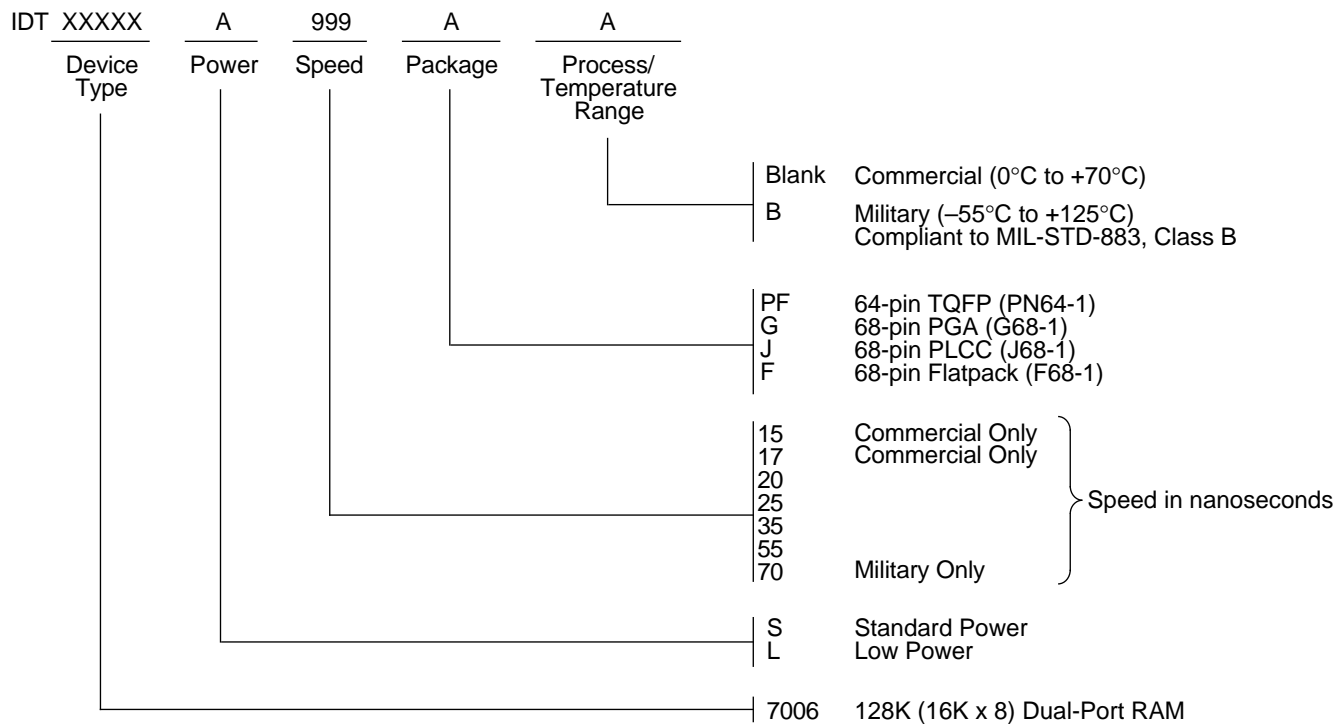 IDT XXXXX A 999 A A
Device Type Power Speed Package Process/ Temperature Range
Blank Commercial (0°C to +70°C)
B Military (–55°C to +125°C)
Compliant to MIL-STD-883, Class B
PF 64-pin TQFP (PN64-1)
G 68-pin PGA (G68-1)
J 68-pin PLCC (J68-1)
F 68-pin Flatpack (F68-1)
15 Commercial Only
17 Commercial Only
20
25
35
55
70 Military Only
Speed in nanoseconds
S Standard Power
L Low Power
7006 128K (16K x 8) Dual-Port RAM